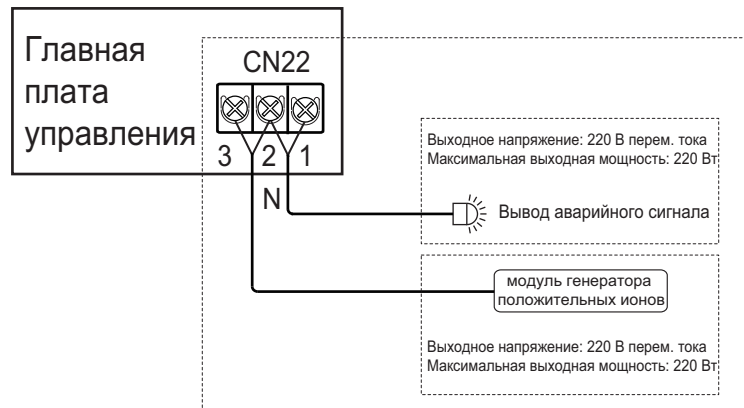 Главная
плата
управления
CN22
3 2 1
N
Выходное напряжение: 220 В перем. тока
Максимальная выходная мощность: 220 Вт
Вывод аварийного сигнала
модуль генератора
положительных ионов
Выходное напряжение: 220 В перем. тока
Максимальная выходная мощность: 220 Вт